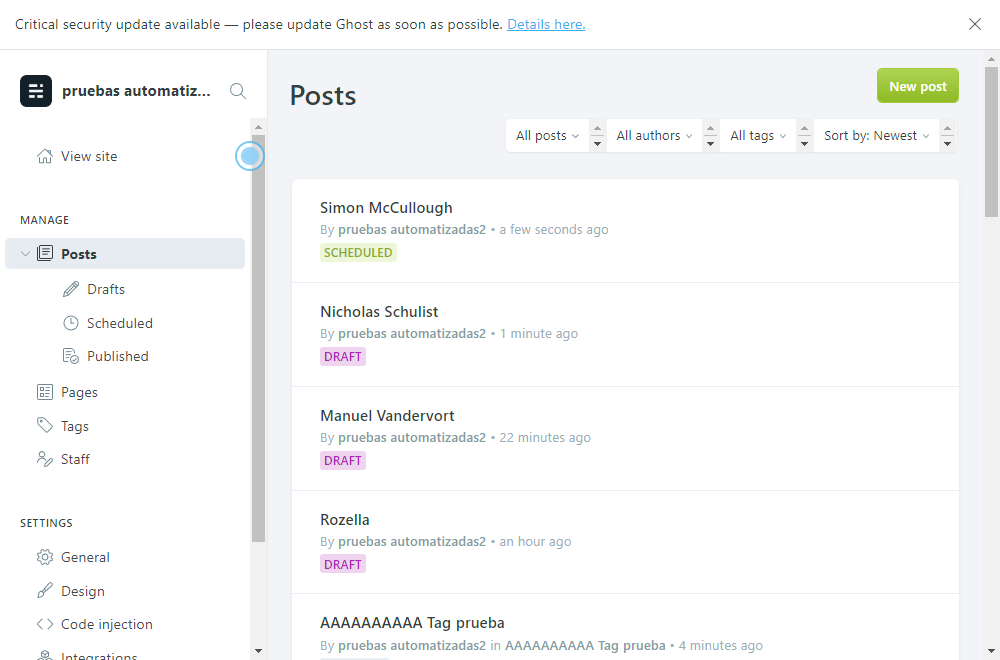 Critical security update available — please update Ghost as soon as possible. Details here.
pruebas automatiz...
View site
MANAGE
Posts
Drafts
Scheduled
Published
Pages
Tags
Staff
SETTINGS
General
Design
Code injection
Integrations
Posts
New post
All posts
All authors
All tags
Sort by: Newest
Simon McCullough
By pruebas automatizadas2 • a few seconds ago
SCHEDULED
Nicholas Schulist
By pruebas automatizadas2 • 1 minute ago
DRAFT
Manuel Vandervort
By pruebas automatizadas2 • 22 minutes ago
DRAFT
Rozella
By pruebas automatizadas2 • an hour ago
DRAFT
AAAAAAAAAA Tag prueba
By pruebas automatizadas2 in AAAAAAAAAA Tag prueba • 4 minutes ago